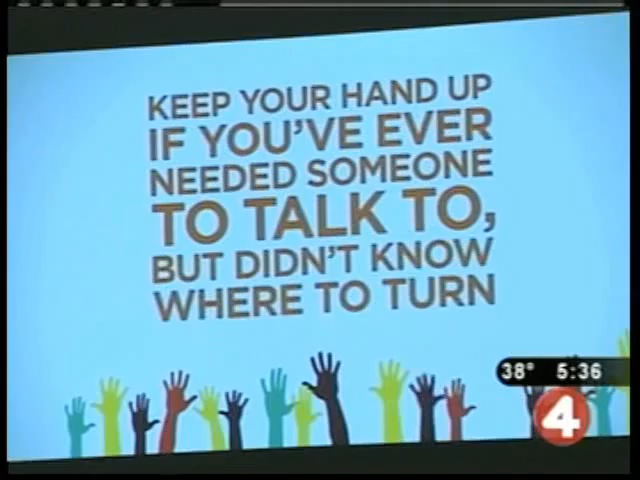 KEEP YOUR HAND UP
IF YOU'VE EVER
NEEDED SOMEONE
TO TALK TO,
BUT DIDN'T KNOW
WHERE TO TURN
38° 5:36
4